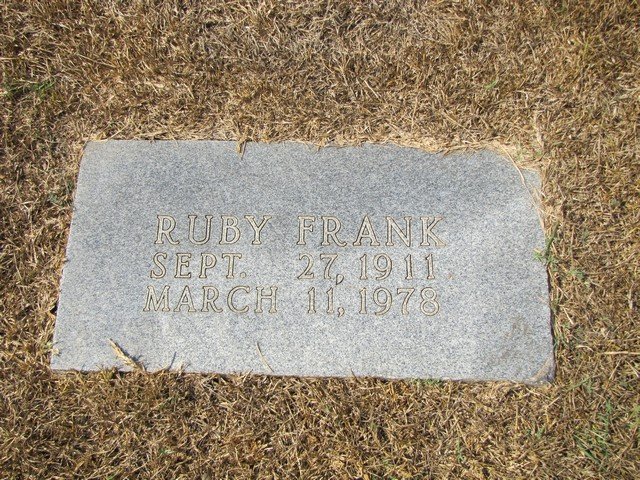 RUBY FRANK
SEPT. 27, 1911
MARCH 11, 1978